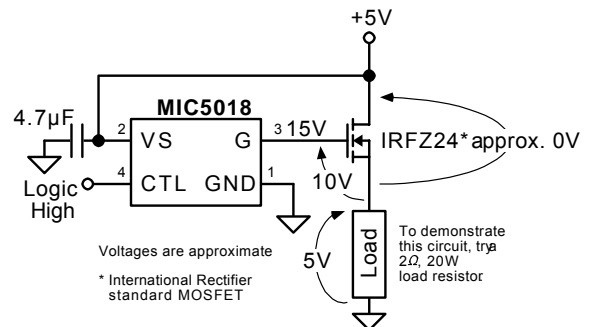 +5V
4.7µF
MIC5018
2
VS
G
3
15V
IRFZ24*
approx. 0V
4
CTL
GND
1
Logic
High
10V
Voltages are approximate
* International Rectifier
standard MOSFET
5V
Load
To demonstrate
this circuit, try a
2Ω, 20W
load resistor.